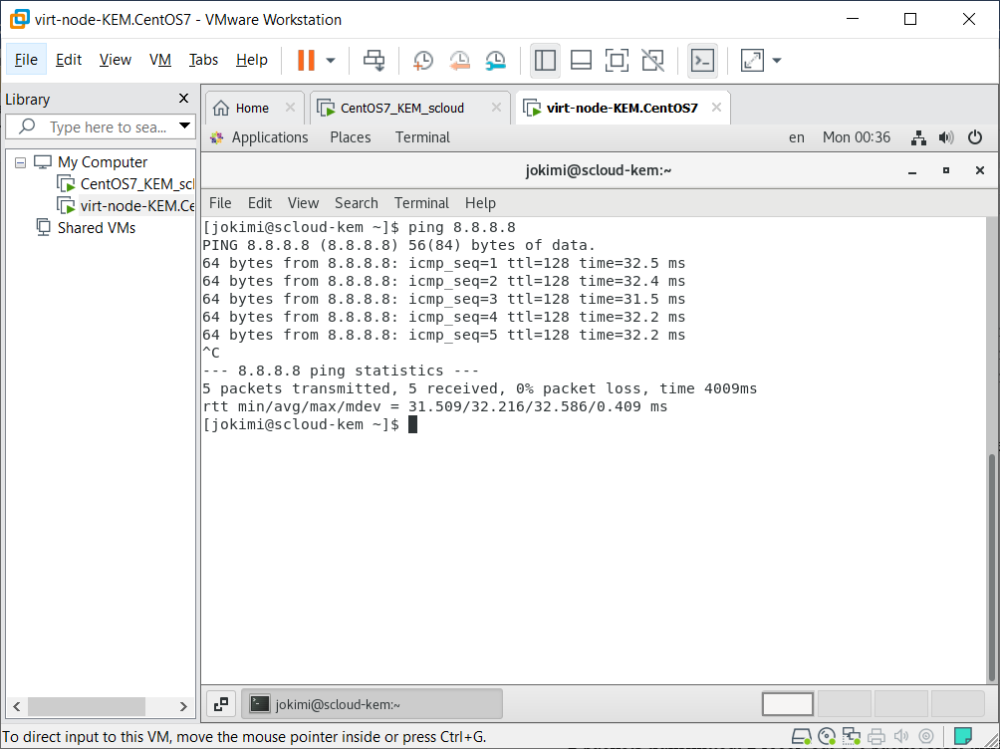 virt-node-KEM.CentOS7 - VMware Workstation
File Edit View VM Tabs Help
Library
Type here to sea...
My Computer
CentOS7_KEM_scl
virt-node-KEM.Ce
Shared VMs
Home CentOS7_KEM_scloud virt-node-KEM.CentOS7
Applications Places Terminal en Mon 00:36
jokimi@scloud-kem:~
File Edit View Search Terminal Help
[jokimi@scloud-kem ~]$ ping 8.8.8.8
PING 8.8.8.8 (8.8.8.8) 56(84) bytes of data.
64 bytes from 8.8.8.8: icmp_seq=1 ttl=128 time=32.5 ms
64 bytes from 8.8.8.8: icmp_seq=2 ttl=128 time=32.4 ms
64 bytes from 8.8.8.8: icmp_seq=3 ttl=128 time=31.5 ms
64 bytes from 8.8.8.8: icmp_seq=4 ttl=128 time=32.2 ms
64 bytes from 8.8.8.8: icmp_seq=5 ttl=128 time=32.2 ms
^C
--- 8.8.8.8 ping statistics ---
5 packets transmitted, 5 received, 0% packet loss, time 4009ms
rtt min/avg/max/mdev = 31.509/32.216/32.586/0.409 ms
[jokimi@scloud-kem ~]$
jokimi@scloud-kem:~
To direct input to this VM, move the mouse pointer inside or press Ctrl+G.